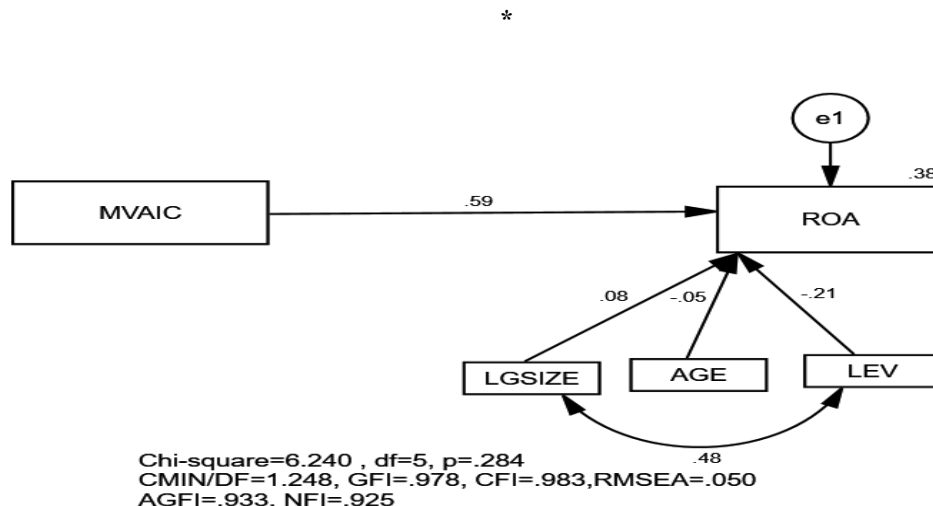 *
e1
.38
MVAIC
.59
ROA
.08
-.05
-.21
LGSIZE
AGE
LEV
.48
Chi-square=6.240 , df=5, p=.284
CMIN/DF=1.248, GFI=.978, CFI=.983,RMSEA=.050
AGFI=.933, NFI=.925